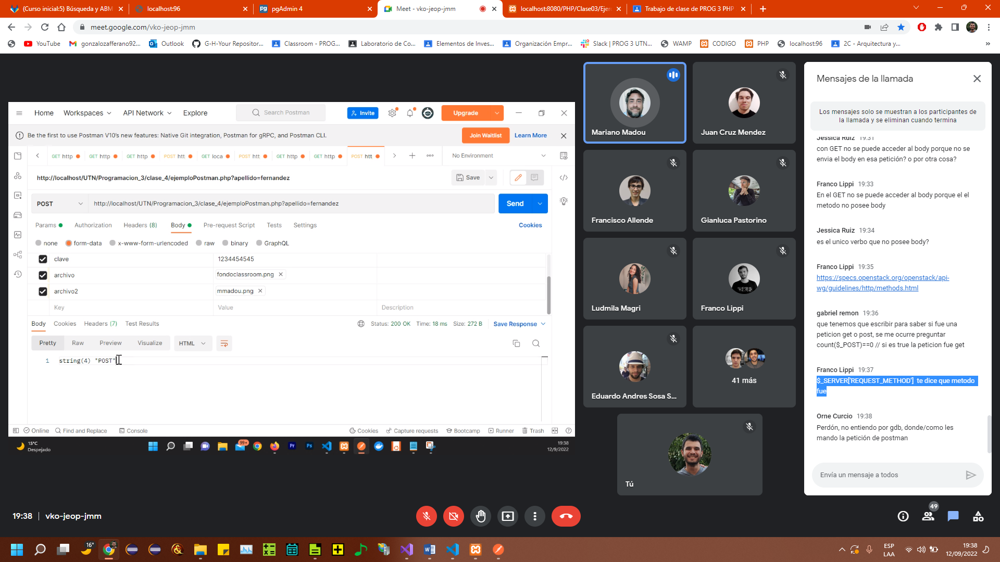 (Curso inicial:5) Búsqueda y ABM
localhost:96
pgAdmin 4
Meet - vko-jeop-jmm
localhost:8080/PHP/Clase03/Ejer
Trabajo de clase de PROG 3 PHP
meet.google.com/vko-jeop-jmm
YouTube
gonzalozafferano92...
Outlook
G-H-Your Repositor...
Classroom - PROG...
Laboratorio de Co...
Elementos de Inves...
Organización Empr...
Slack | PROG 3 UTN...
WAMP
CODIGO
PHP
localhost:96
2C - Arquitectura y...
Home
Workspaces
API Network
Explore
Search Postman
Invite
Upgrade
Be the first to use Postman V10's new features: Native Git integration, Postman for gRPC, and Postman CLI.
Join Waitlist
Learn More
GET http
GET http
GET http
POST htt
GET loca
POST htt
GET http
GET http
POST htt
No Environment
http://localhost/UTN/Programacion_3/clase_4/ejemploPostman.php?apellido=fernandez
Save
POST
http://localhost/UTN/Programacion_3/clase_4/ejemploPostman.php?apellido=fernandez
Send
Params
Authorization
Headers (8)
Body
Pre-request Script
Tests
Settings
Cookies
none
form-data
x-www-form-urlencoded
raw
binary
GraphQL
clave
1234454545
archivo
fondoclassroom.png
archivo2
mmadou.png
Key
Value
Description
Body
Cookies
Headers (7)
Test Results
Status: 200 OK
Time: 18 ms
Size: 272 B
Save Response
Pretty
Raw
Preview
Visualize
HTML
1
string(4) "POST"
Online
Find and Replace
Console
Cookies
Capture requests
Bootcamp
Runner
Trash
15°C
Despejado
99+
19:38
12/9/2022
Mariano Madou
Juan Cruz Mendez
Francisco Allende
Gianluca Pastorino
Ludmila Magri
Franco Lippi
Eduardo Andres Sosa S...
41 más
Tú
Mensajes de la llamada
Los mensajes solo se muestran a los participantes de
la llamada y se eliminan cuando termina
Jessica Ruiz 19:31
con GET no se puede acceder al body porque no se
envia el body en esa petición? o por otra cosa?
Franco Lippi 19:33
En el GET no se puede acceder al body porque el el
metodo no posee body
Jessica Ruiz 19:34
es el unico verbo que no posee body?
Franco Lippi 19:35
https://specs.openstack.org/openstack/api-
wg/guidelines/http/methods.html
gabriel remon 19:36
que tenemos que escribir para saber si fue una
peticion get o post, se me ocurre preguntar
count($_POST)==0 // si es true la peticion fue get
Franco Lippi 19:37
$_SERVER['REQUEST_METHOD'] te dice que metodo
fue
Orne Curcio 19:38
Perdón, no entiendo por gdb, donde/como les
mando la petición de postman
Envía un mensaje a todos
19:38
vko-jeop-jmm
49
16°
ESP
LAA
19:38
12/09/2022